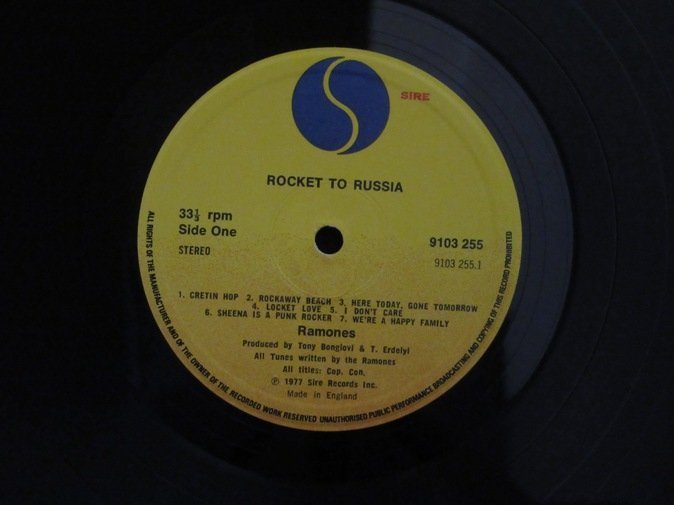 SIRE
ROCKET TO RUSSIA
33⅓ rpm
Side One
STEREO
9103 255
9103 255.1
1. CRETIN HOP 2. ROCKAWAY BEACH 3. HERE TODAY, GONE TOMORROW
4. LOCKET LOVE 5. I DON'T CARE
6. SHEENA IS A PUNK ROCKER 7. WE'RE A HAPPY FAMILY
Ramones
Produced by Tony Bongiovi & T. Erdelyi
All Tunes written by the Ramones
All titles: Cop. Con.
℗ 1977 Sire Records Inc.
Made in England
ALL RIGHTS OF THE MANUFACTURER AND OF THE OWNER OF THE RECORDED WORK RESERVED UNAUTHORISED PUBLIC PERFORMANCE BROADCASTING AND COPYING OF THIS RECORD PROHIBITED